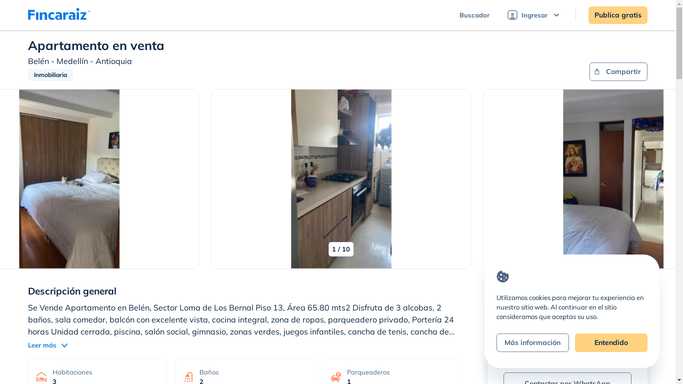 Fincaraiz
Buscador
Ingresar
Publica gratis
Apartamento en venta
Belén - Medellín - Antioquia
Inmobiliaria
Compartir
1 / 10
Descripción general
Se Vende Apartamento en Belén, Sector Loma de Los Bernal Piso 13, Área 65.80 mts2 Disfruta de 3 alcobas, 2
baños, sala comedor, balcón con excelente vista, cocina integral, zona de ropas, parqueadero privado, Portería 24
horas Unidad cerrada, piscina, salón social, gimnasio, zonas verdes, juegos infantiles, cancha de tenis, cancha de...
Leer más
Habitaciones
3
Baños
2
Parqueaderos
1
Utilizamos cookies para mejorar tu experiencia en
nuestro sitio web. Al continuar en el sitio
consideramos que aceptas su uso.
Más información
Entendido
Contactar por WhatsApp